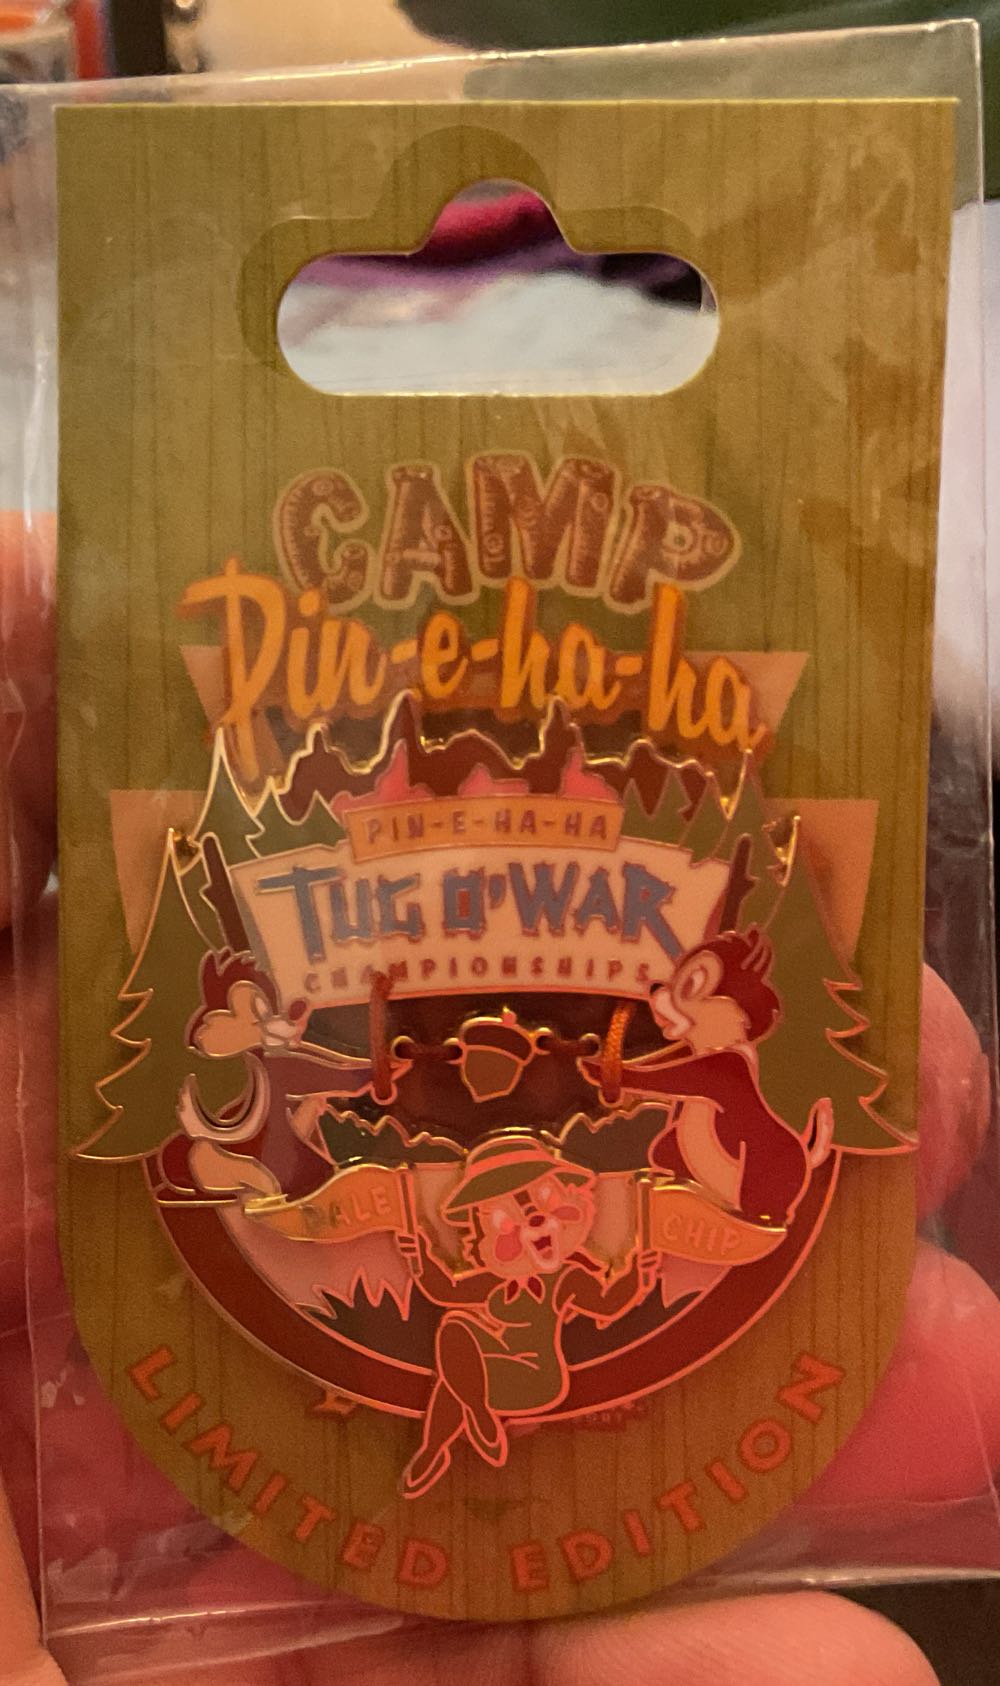 CAMP
Pin-e-ha-ha
PIN-E-HA-HA
TUG O'WAR
CHAMPIONSHIPS
DALE
CHIP
LIMITED EDITION